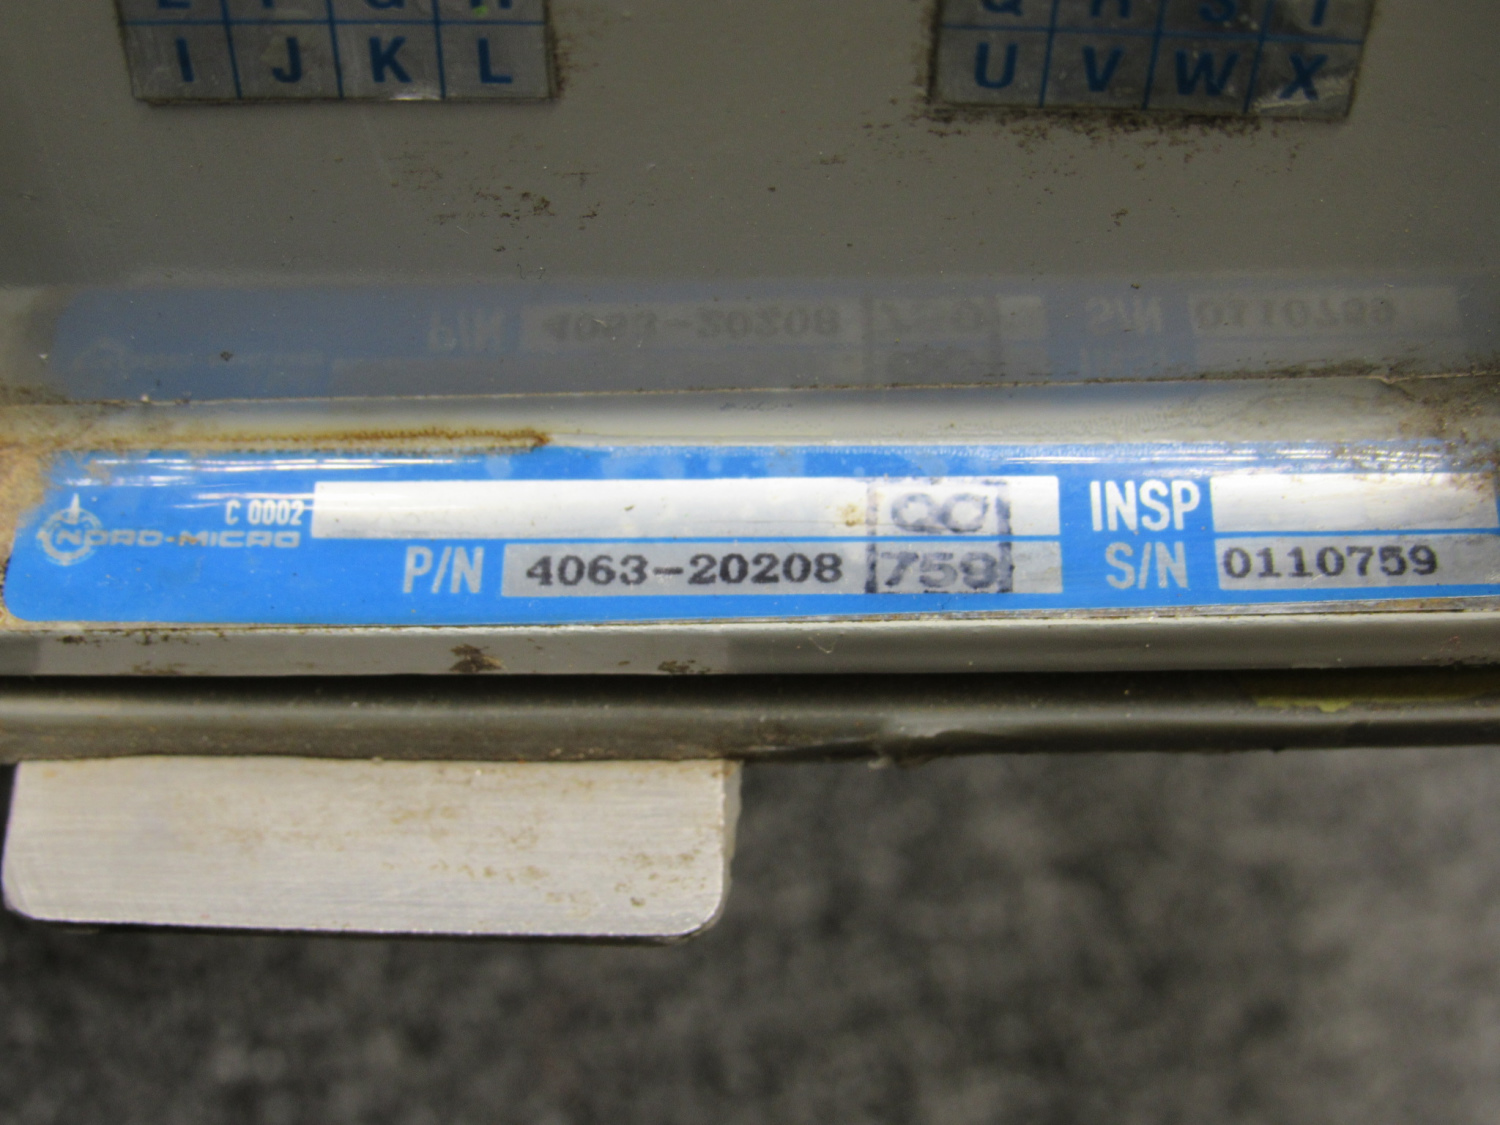 I J K L
U V W X
C 0002
NORD-MICRO
QC
INSP
P/N 4063-20208 759
S/N 0110759